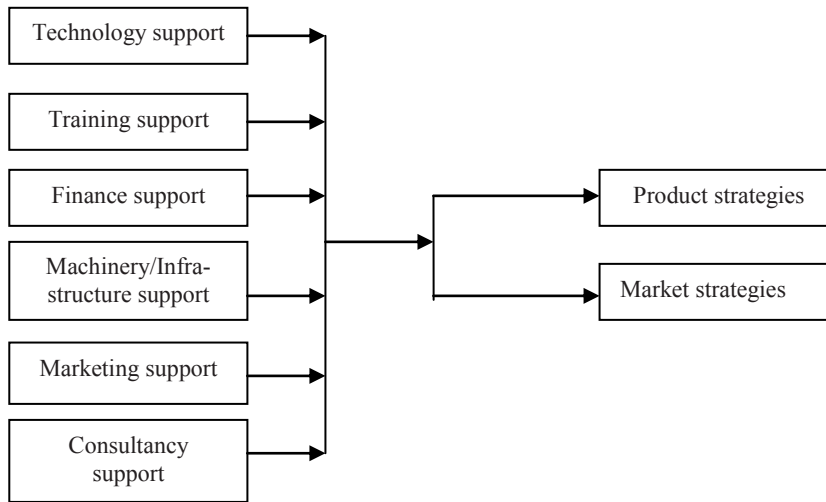 Technology support
Training support
Finance support
Machinery/Infra-
structure support
Marketing support
Consultancy
support
Product strategies
Market strategies